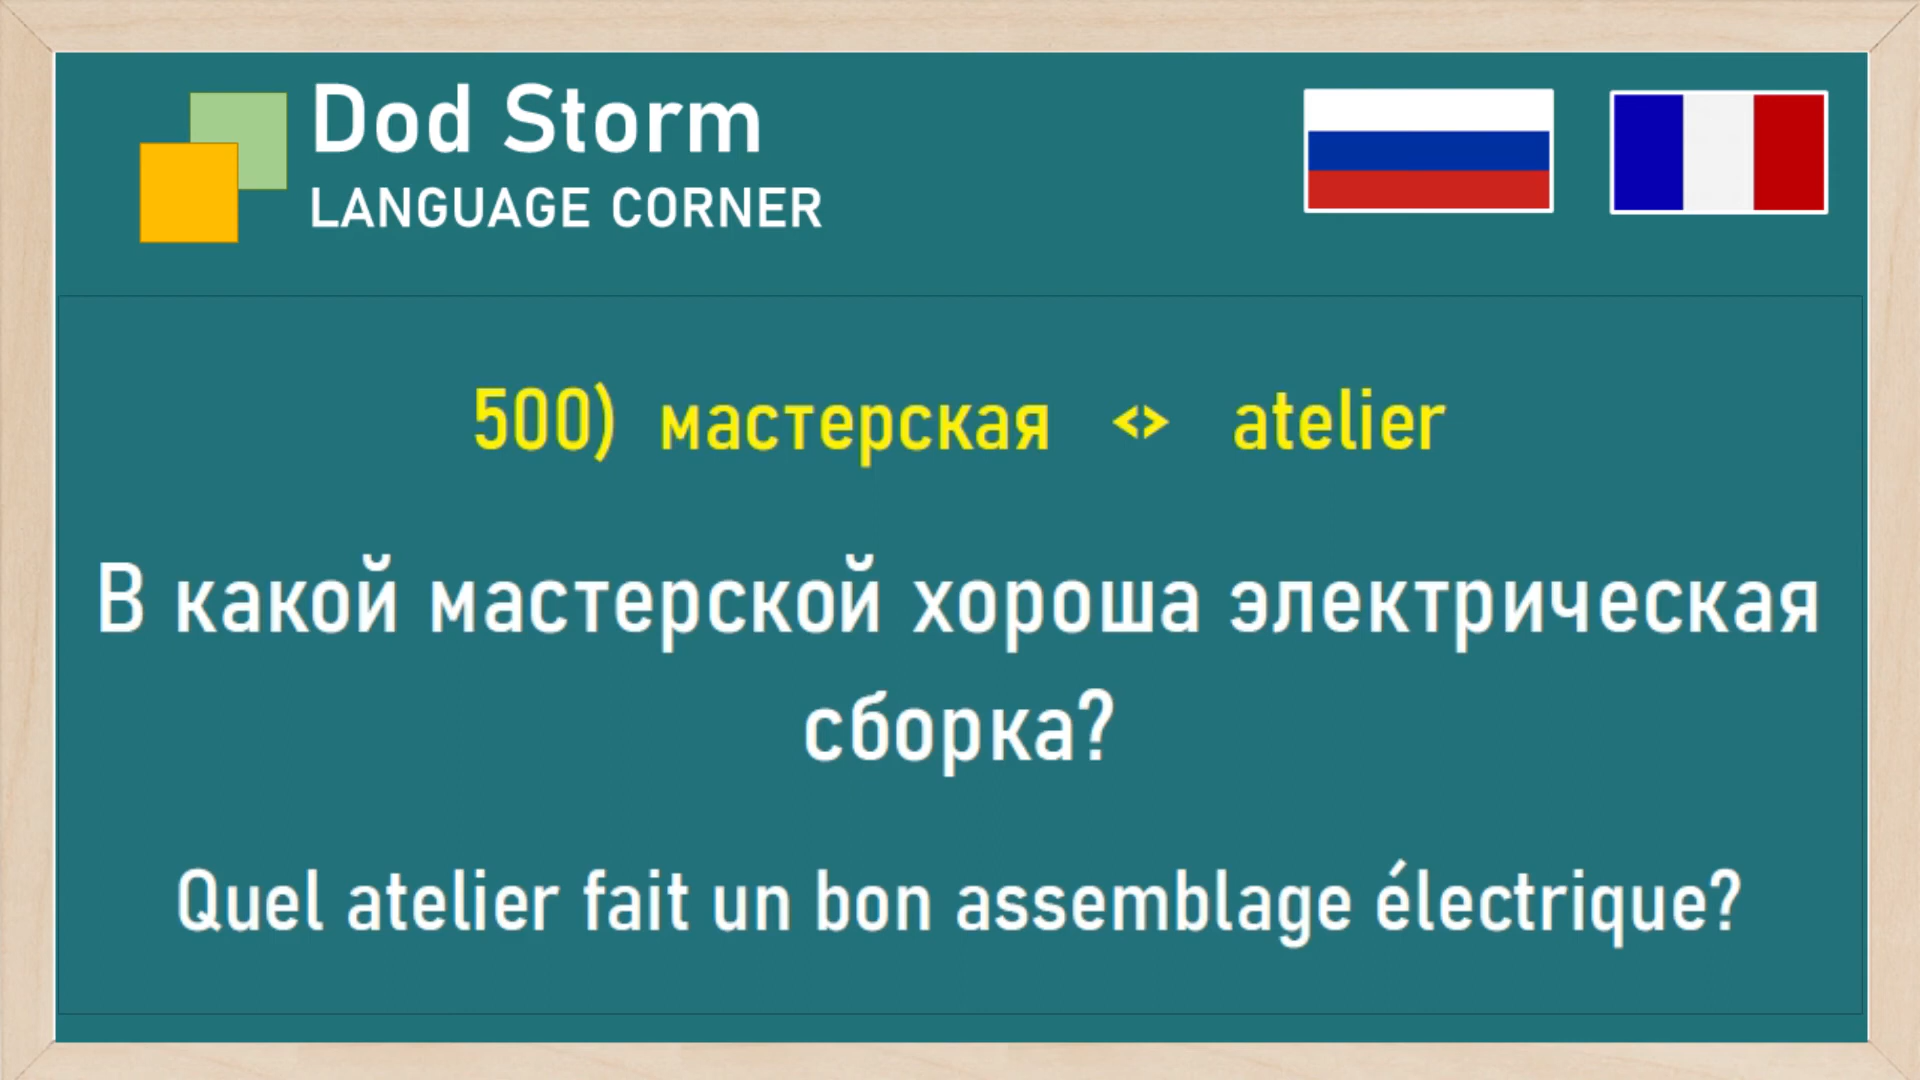 Dod Storm
LANGUAGE CORNER
500) мастерская <> atelier
В какой мастерской хороша электрическая
сборка?
Quel atelier fait un bon assemblage électrique?